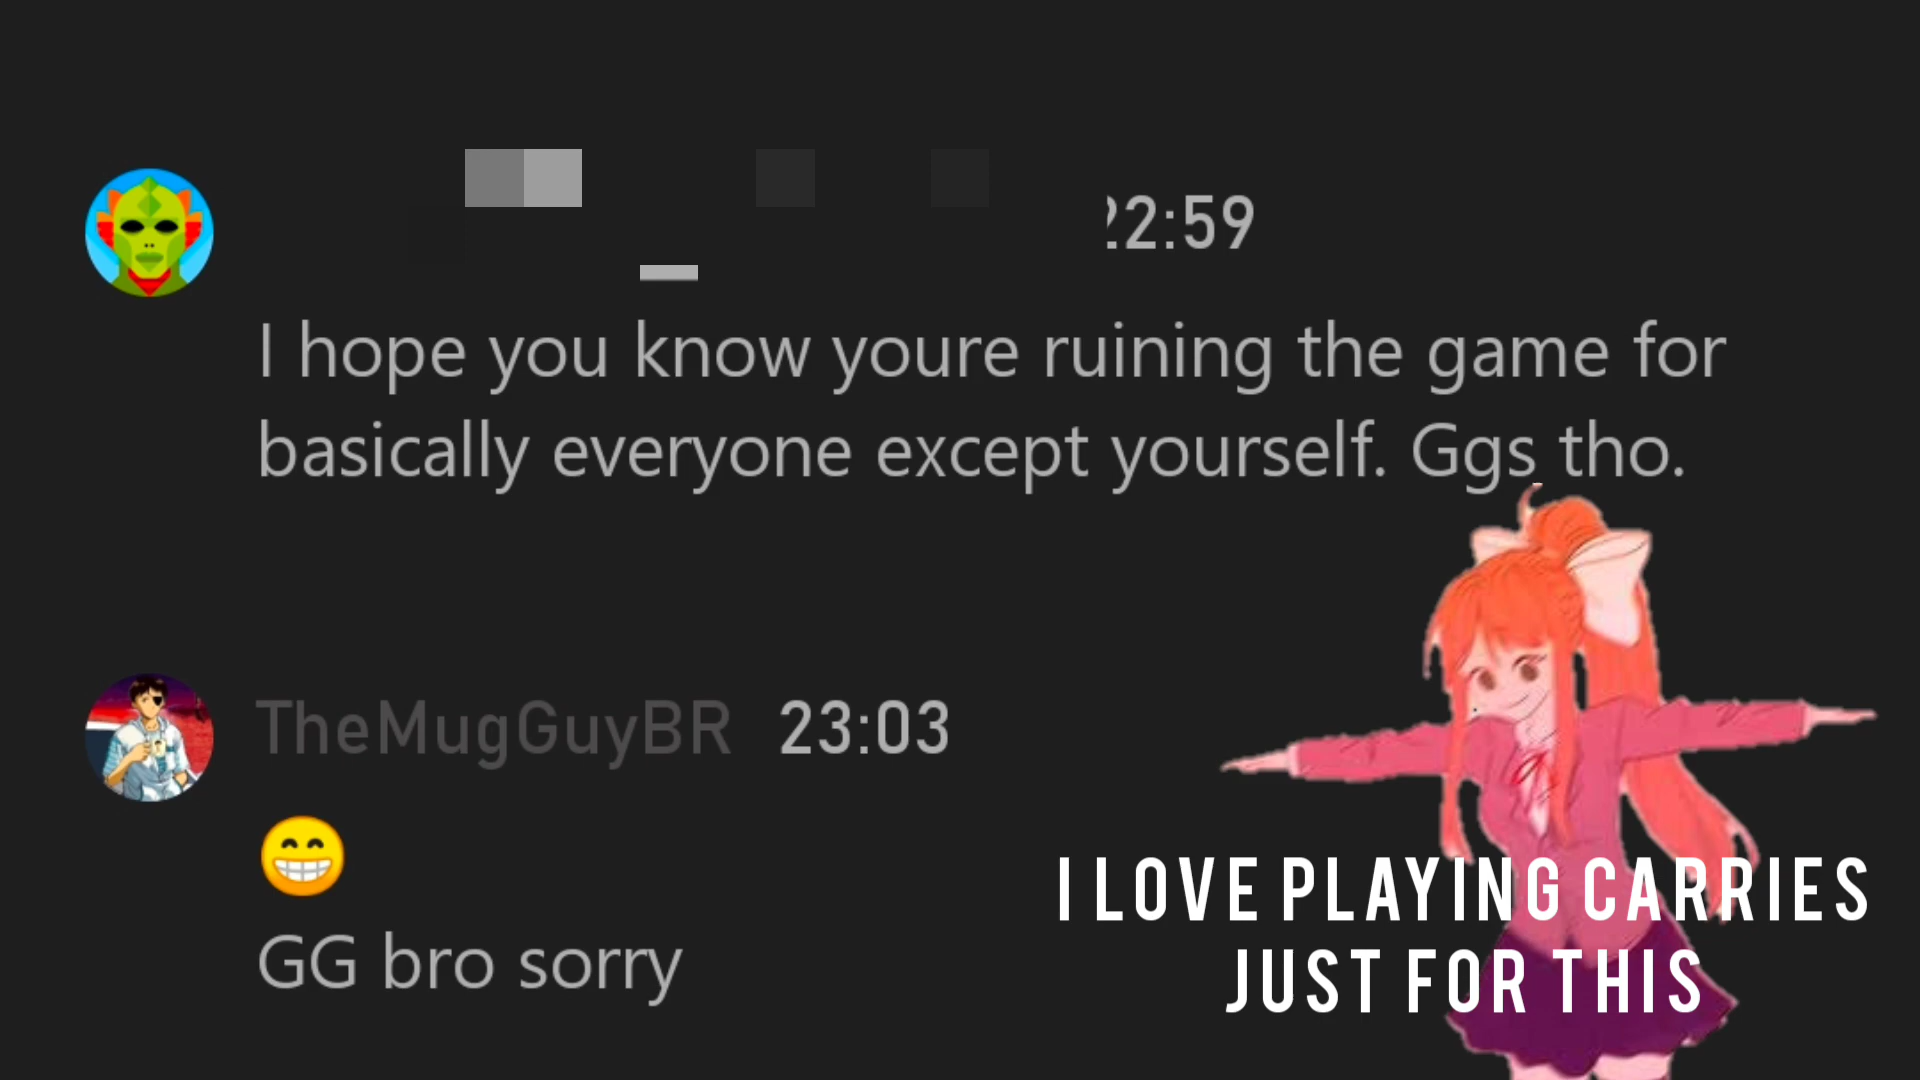 22:59
I hope you know youre ruining the game for
basically everyone except yourself. Ggs tho.
TheMugGuyBR 23:03
😁
GG bro sorry
I LOVE PLAYING CARRIES
JUST FOR THIS